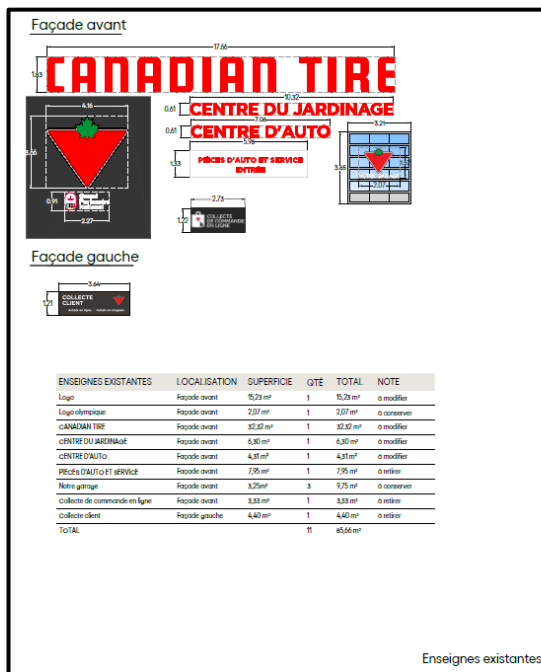 Façade avant
17.66
1.63
CANADIAN TIRE
10.32
0.61
CENTRE DU JARDINAGE
7.06
0.61
CENTRE D'AUTO
5.98
1.33
PIÈCES D'AUTO ET SERVICE
ENTRÉE
4.16
3.66
0.91
2.27
3.21
3.65
2.07
2.73
1.22
COLLECTE
DE COMMANDE
EN LIGNE
Façade gauche
3.64
1.21
COLLECTE
CLIENT
ENSEIGNES EXISTANTES LOCALISATION SUPERFICIE QTÉ TOTAL NOTE
Logo Façade avant 15,23 m² 1 15,23 m² à modifier
Logo olympique Façade avant 2,07 m² 1 2,07 m² à conserver
CANADIAN TIRE Façade avant 32,32 m² 1 32,32 m² à modifier
CENTRE DU JARDINAGE Façade avant 6,30 m² 1 6,30 m² à modifier
CENTRE D'AUTO Façade avant 4,31 m² 1 4,31 m² à modifier
PIÈCES D'AUTO ET SERVICE Façade avant 7,95 m² 1 7,95 m² à retirer
Notre garage Façade avant 3,25m² 3 9,75 m² à conserver
Collecte de commande en ligne Façade avant 3,33 m² 1 3,33 m² à retirer
Collecte client Façade gauche 4,40 m² 1 4,40 m² à retirer
TOTAL 11 85,66 m²
Enseignes existantes